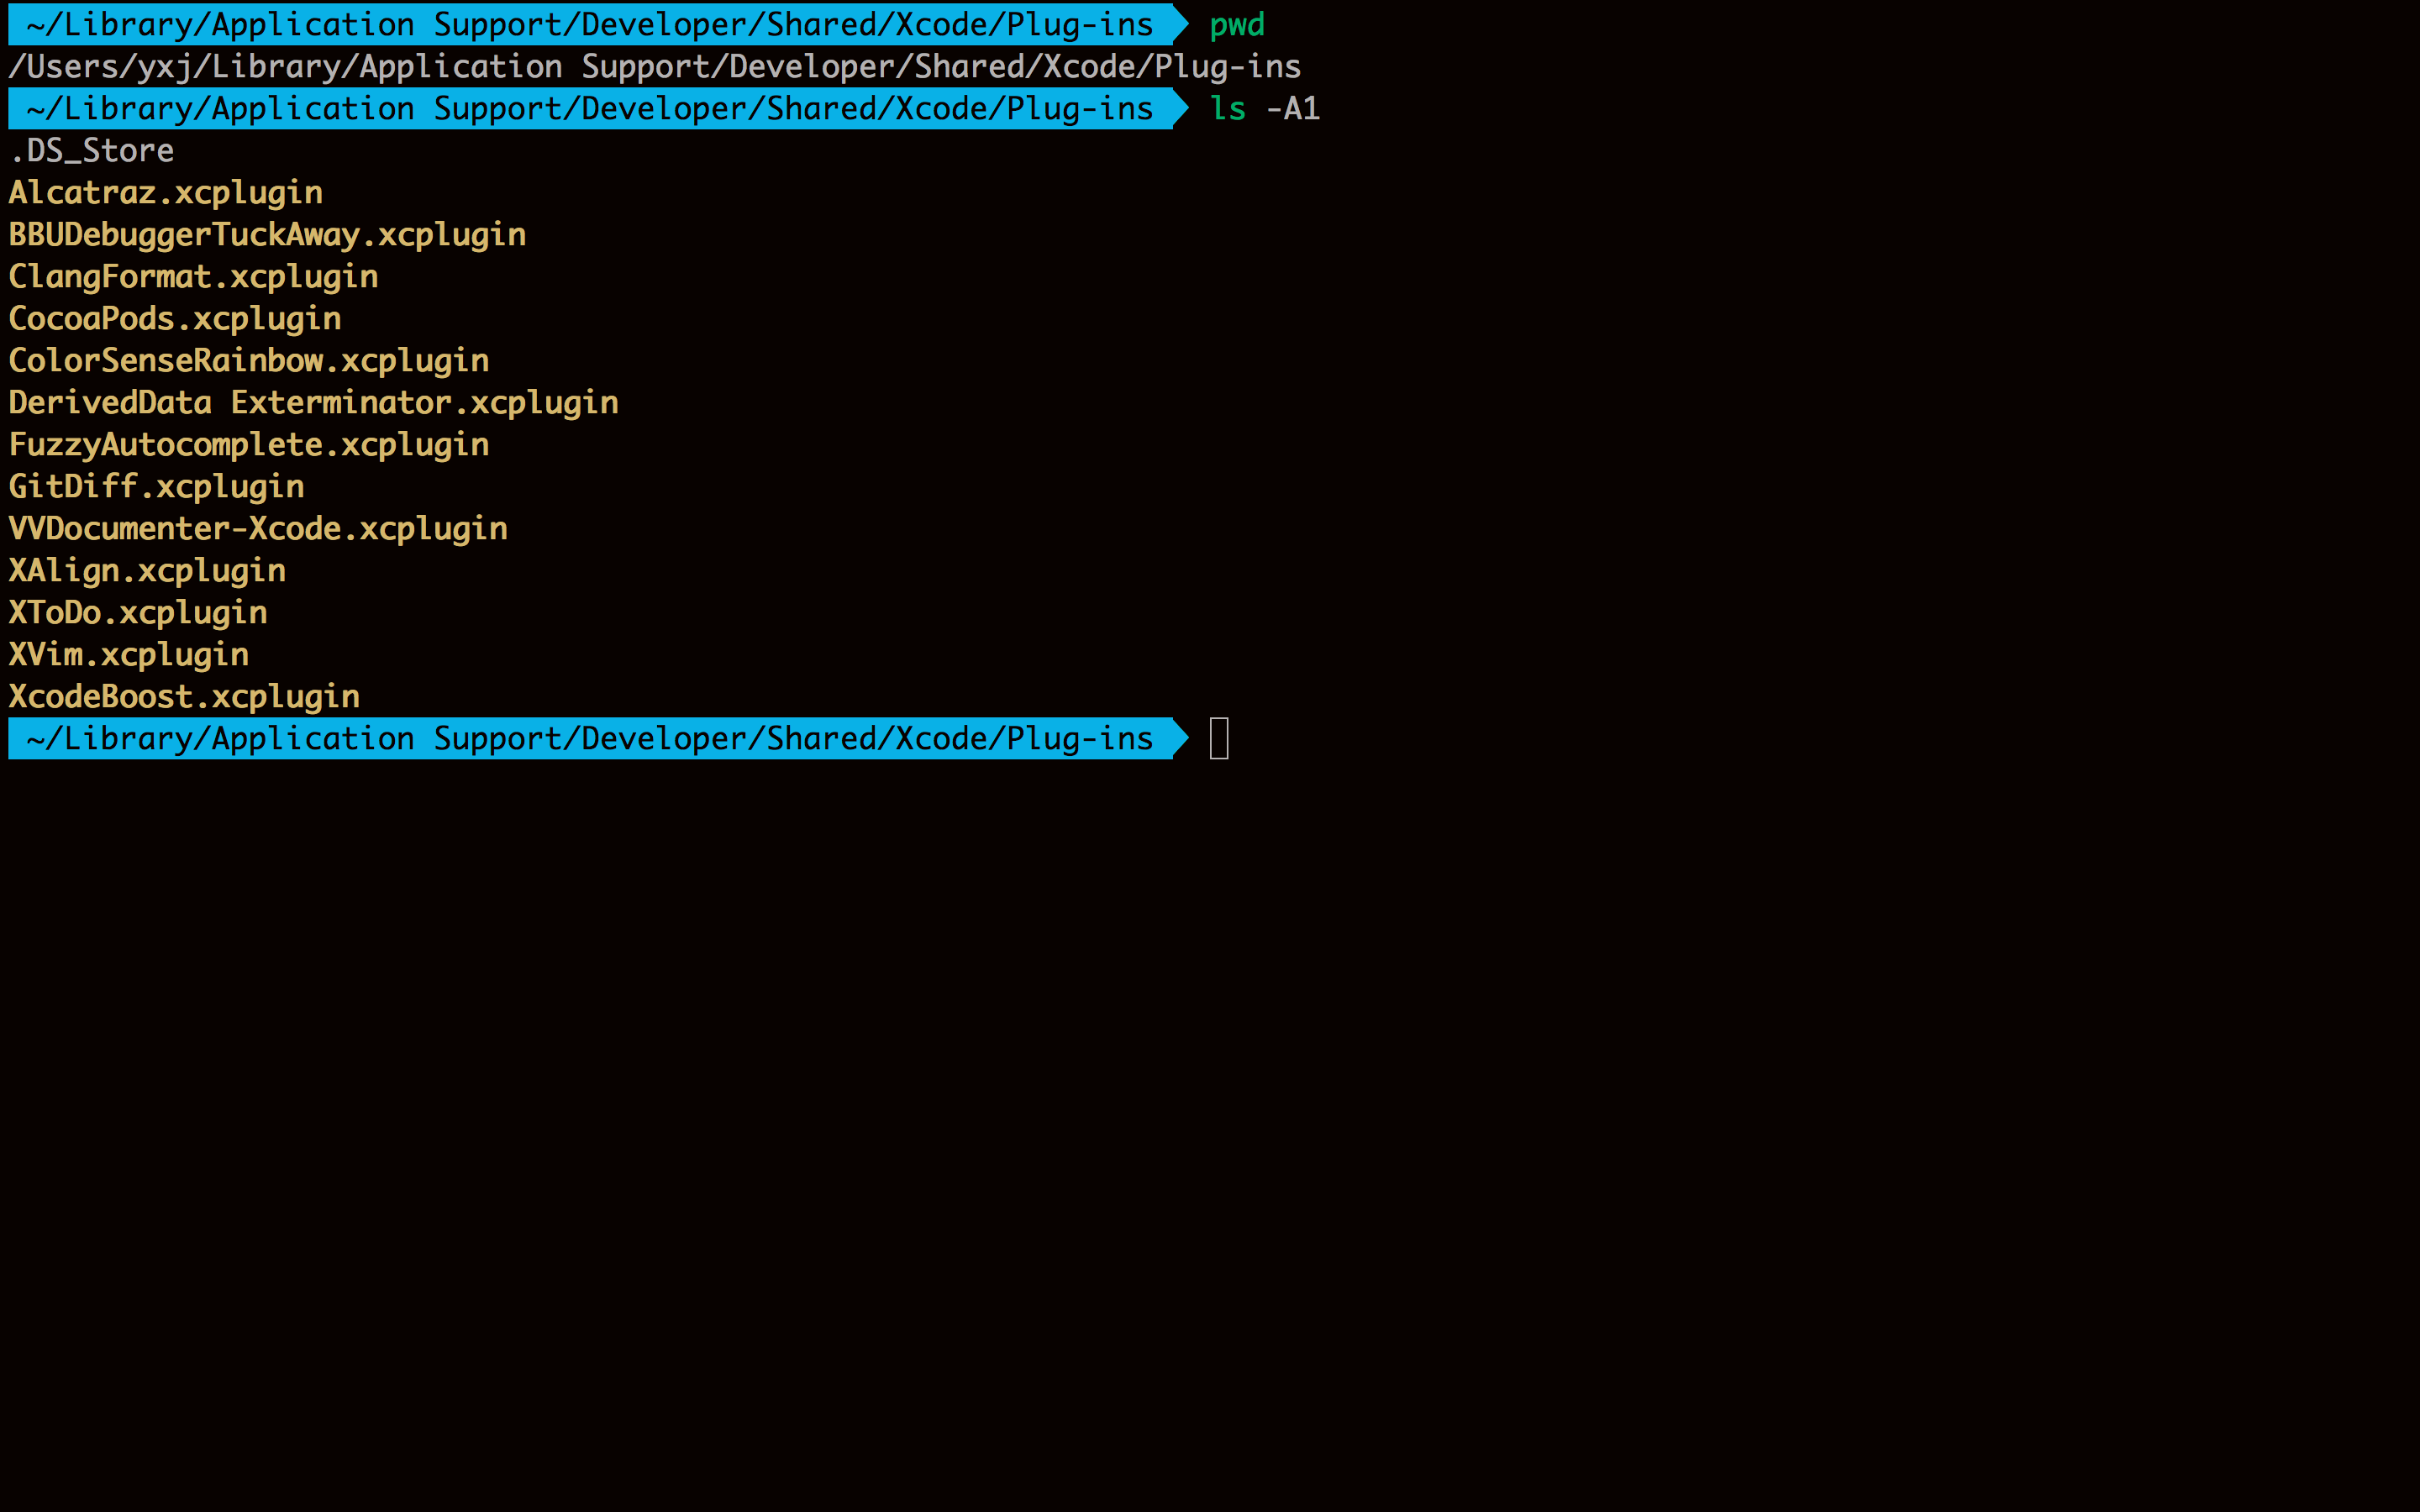 ~/Library/Application Support/Developer/Shared/Xcode/Plug-ins pwd
/Users/yxj/Library/Application Support/Developer/Shared/Xcode/Plug-ins
~/Library/Application Support/Developer/Shared/Xcode/Plug-ins ls -A1
.DS_Store
Alcatraz.xcplugin
BBUDebuggerTuckAway.xcplugin
ClangFormat.xcplugin
CocoaPods.xcplugin
ColorSenseRainbow.xcplugin
DerivedData Exterminator.xcplugin
FuzzyAutocomplete.xcplugin
GitDiff.xcplugin
VVDocumenter-Xcode.xcplugin
XAlign.xcplugin
XToDo.xcplugin
XVim.xcplugin
XcodeBoost.xcplugin
~/Library/Application Support/Developer/Shared/Xcode/Plug-ins